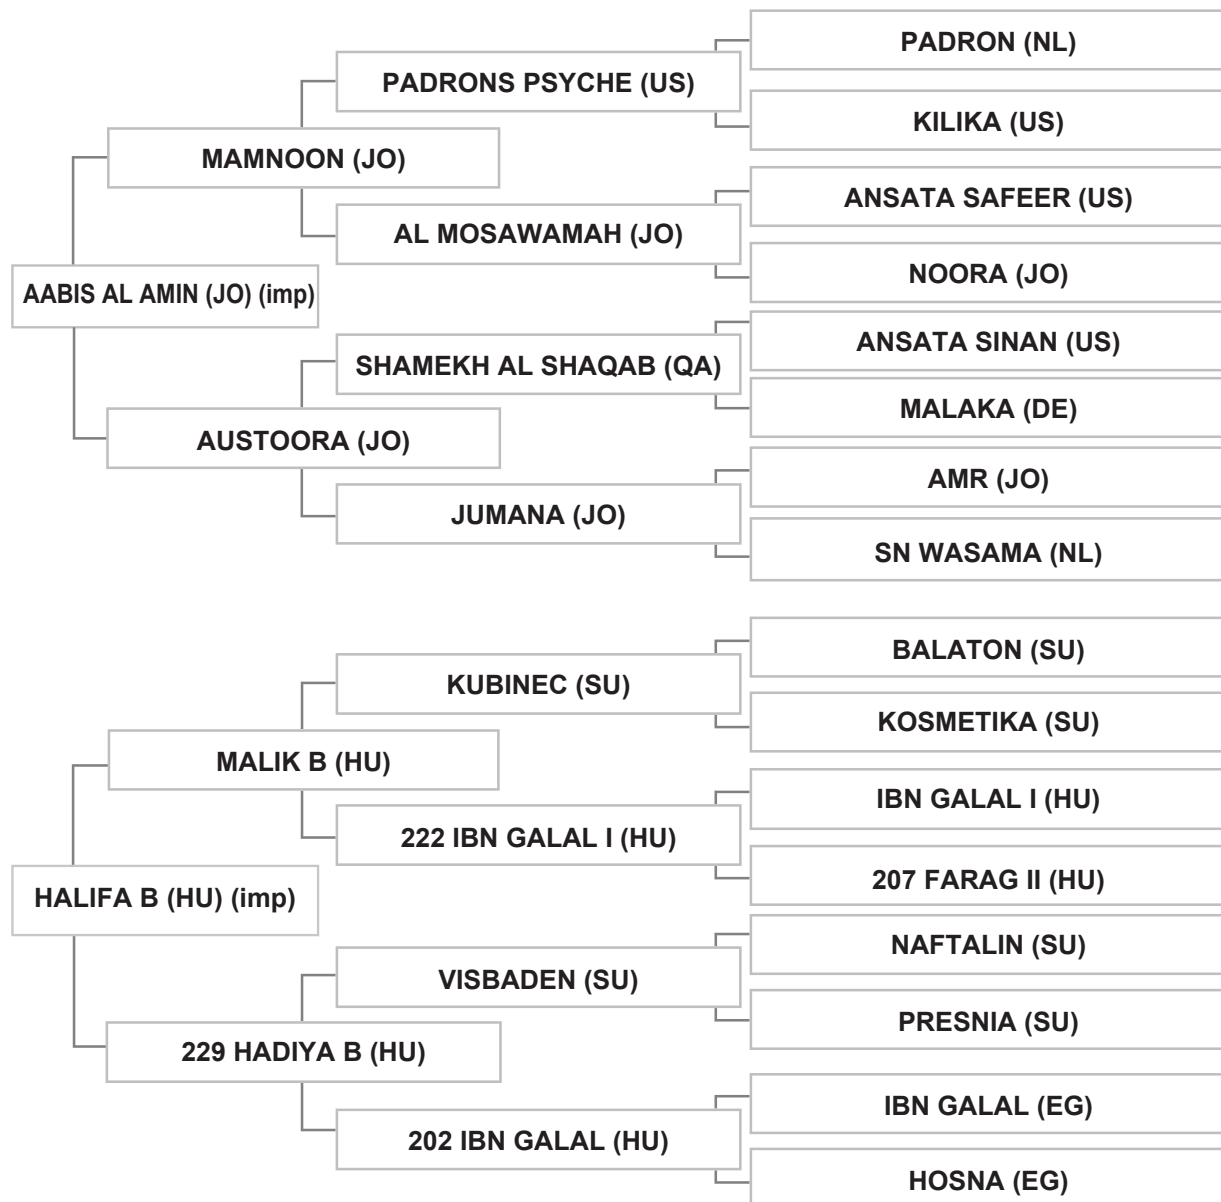 PADRON (NL)
PADRONS PSYCHE (US)
KILIKA (US)
MAMNOON (JO)
ANSATA SAFEER (US)
AL MOSAWAMAH (JO)
NOORA (JO)
AABIS AL AMIN (JO) (imp)
ANSATA SINAN (US)
SHAMEKH AL SHAQAB (QA)
MALAKA (DE)
AUSTOORA (JO)
AMR (JO)
JUMANA (JO)
SN WASAMA (NL)
BALATON (SU)
KUBINEC (SU)
KOSMETIKA (SU)
MALIK B (HU)
IBN GALAL I (HU)
222 IBN GALAL I (HU)
207 FARAG II (HU)
HALIFA B (HU) (imp)
NAFTALIN (SU)
VISBADEN (SU)
PRESNIA (SU)
229 HADIYA B (HU)
IBN GALAL (EG)
202 IBN GALAL (HU)
HOSNA (EG)